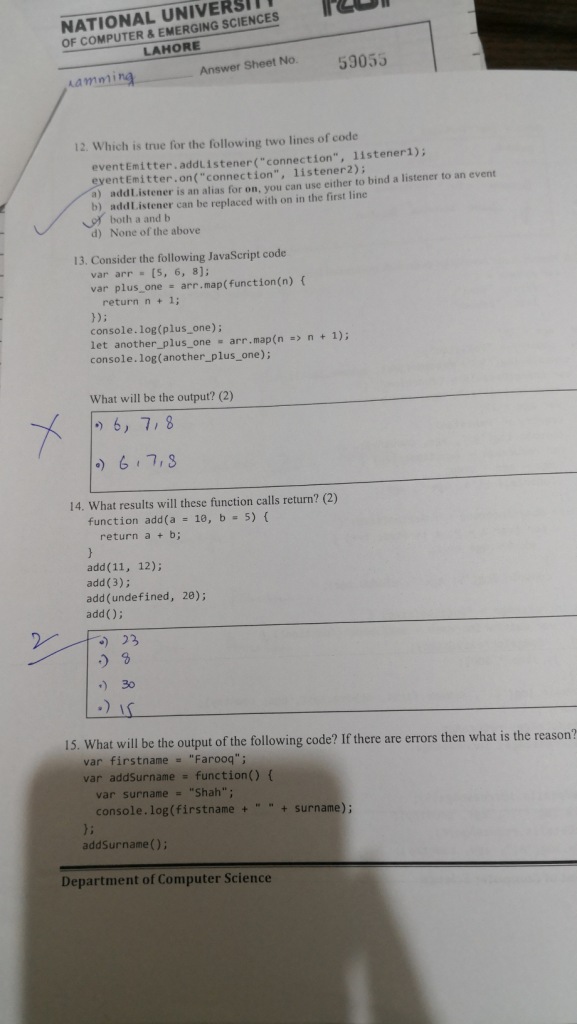 NATIONAL UNIVERSITY
OF COMPUTER & EMERGING SCIENCES
LAHORE
Answer Sheet No. 59055
12. Which is true for the following two lines of code
eventEmitter.addListener("connection", listener1);
eventEmitter.on("connection", listener2);
a) addListener is an alias for on, you can use either to bind a listener to an event
b) addListener can be replaced with on in the first line
c) both a and b
d) None of the above
13. Consider the following JavaScript code
var arr = [5, 6, 8];
var plus_one = arr.map(function(n) {
return n + 1;
});
console.log(plus_one);
let another_plus_one = arr.map(n => n + 1);
console.log(another_plus_one);
What will be the output? (2)
6, 7, 8
6, 7, 8
14. What results will these function calls return? (2)
function add(a = 10, b = 5) {
return a + b;
}
add(11, 12);
add(3);
add(undefined, 20);
add();
2
23
8
30
15
15. What will be the output of the following code? If there are errors then what is the reason?
var firstname = "Farooq";
var addSurname = function() {
var surname = "Shah";
console.log(firstname + " " + surname);
};
addSurname();
Department of Computer Science